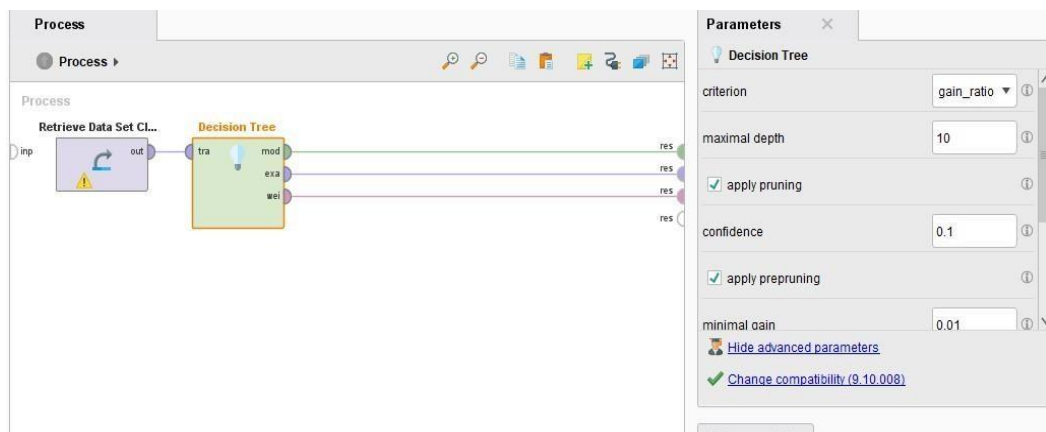 Process
Process
Process
Retrieve Data Set Cl...
inp
out
Decision Tree
tra
mod
exa
wei
res
res
res
res
Parameters
Decision Tree
criterion
gain_ratio
maximal depth
10
apply pruning
confidence
0.1
apply prepruning
minimal gain
0.01
Hide advanced parameters
Change compatibility (9.10.008)